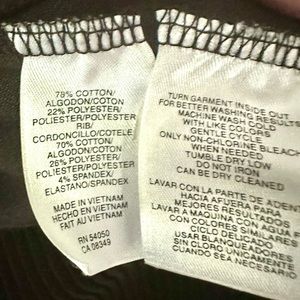 78% COTTON/
ALGODON/COTON
22% POLYESTER/
POLIESTER/POLYESTER
RIB/
CORDONCILLO/COTELE
70% COTTON/
ALGODON/COTON
26% POLYESTER/
POLIESTER/POLYESTER
4% SPANDEX/
ELASTANO/SPANDEX
MADE IN VIETNAM
HECHO EN VIETNAM
FAIT AU VIETNAM
RN 54050
CA 08349
TURN GARMENT INSIDE OUT
FOR BETTER WASHING RESULTS
MACHINE WASH COLD
WITH LIKE COLORS
GENTLE CYCLE
ONLY NON-CHLORINE BLEACH
WHEN NEEDED
TUMBLE DRY LOW
DO NOT IRON
CAN BE DRY CLEANED
LAVAR CON LA PARTE DE ADENTRO
HACIA AFUERA PARA
MEJORES RESULTADOS
LAVAR A MAQUINA CON AGUA FRIA
CON COLORES SIMILARES
CICLO DELICADO
USAR BLANQUEADOR
SIN CLORO UNICAMENTE
CUANDO SEA NECESARIO